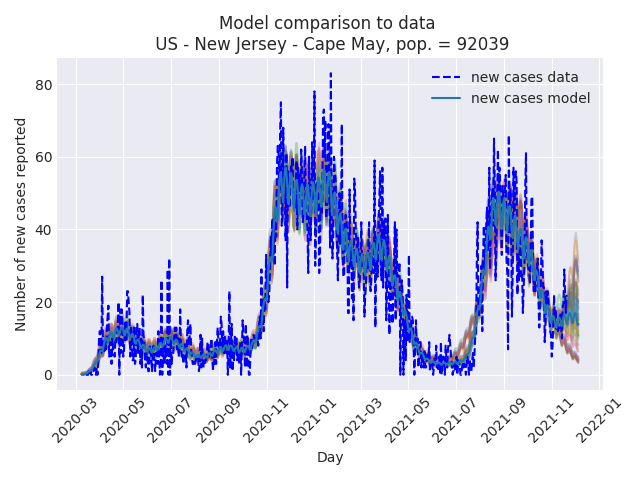 Model comparison to data
US - New Jersey - Cape May, pop. = 92039
new cases data
new cases model
Number of new cases reported
80
60
40
20
0
2020-03
2020-05
2020-07
2020-09
2020-11
2021-01
2021-03
2021-05
2021-07
2021-09
2021-11
2022-01
Day